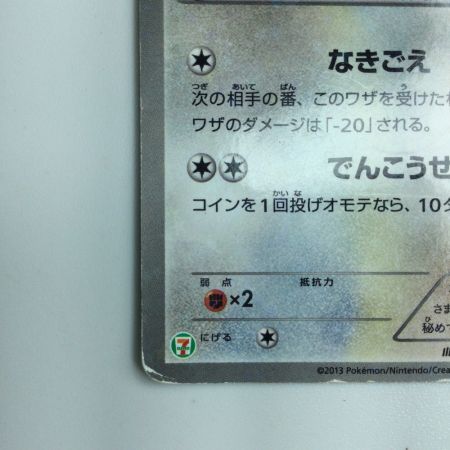 なきごえ
次の相手の番、このワザを受けた
ワザのダメージは「-20」される。
でんこうせ
コインを1回投げオモテなら、10
弱点 抵抗力
×2
さま
秘めて
7
にげる
Ill
©2013 Pokémon/Nintendo/Crea